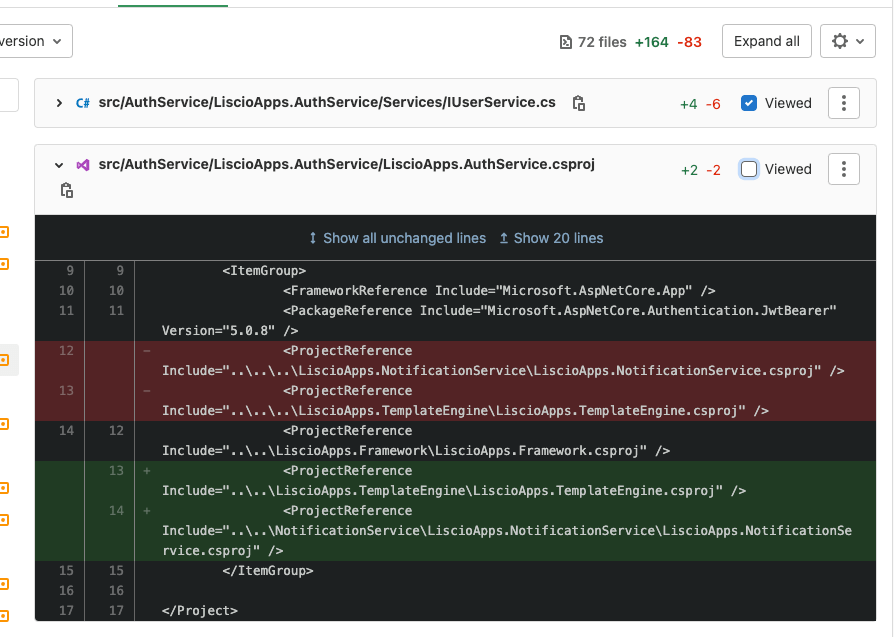 version
72 files +164 -83
Expand all
C# src/AuthService/LiscioApps.AuthService/Services/IUserService.cs
+4 -6
Viewed
src/AuthService/LiscioApps.AuthService/LiscioApps.AuthService.csproj
+2 -2
Viewed
Show all unchanged lines Show 20 lines
9 9 <ItemGroup>
10 10 <FrameworkReference Include="Microsoft.AspNetCore.App" />
11 11 <PackageReference Include="Microsoft.AspNetCore.Authentication.JwtBearer"
Version="5.0.8" />
12 - <ProjectReference
Include="..\..\..\LiscioApps.NotificationService\LiscioApps.NotificationService.csproj" />
13 - <ProjectReference
Include="..\..\..\LiscioApps.TemplateEngine\LiscioApps.TemplateEngine.csproj" />
14 12 <ProjectReference
Include="..\..\LiscioApps.Framework\LiscioApps.Framework.csproj" />
13 + <ProjectReference
Include="..\..\LiscioApps.TemplateEngine\LiscioApps.TemplateEngine.csproj" />
14 + <ProjectReference
Include="..\..\NotificationService\LiscioApps.NotificationService\LiscioApps.NotificationSe
rvice.csproj" />
15 15 </ItemGroup>
16 16
17 17 </Project>